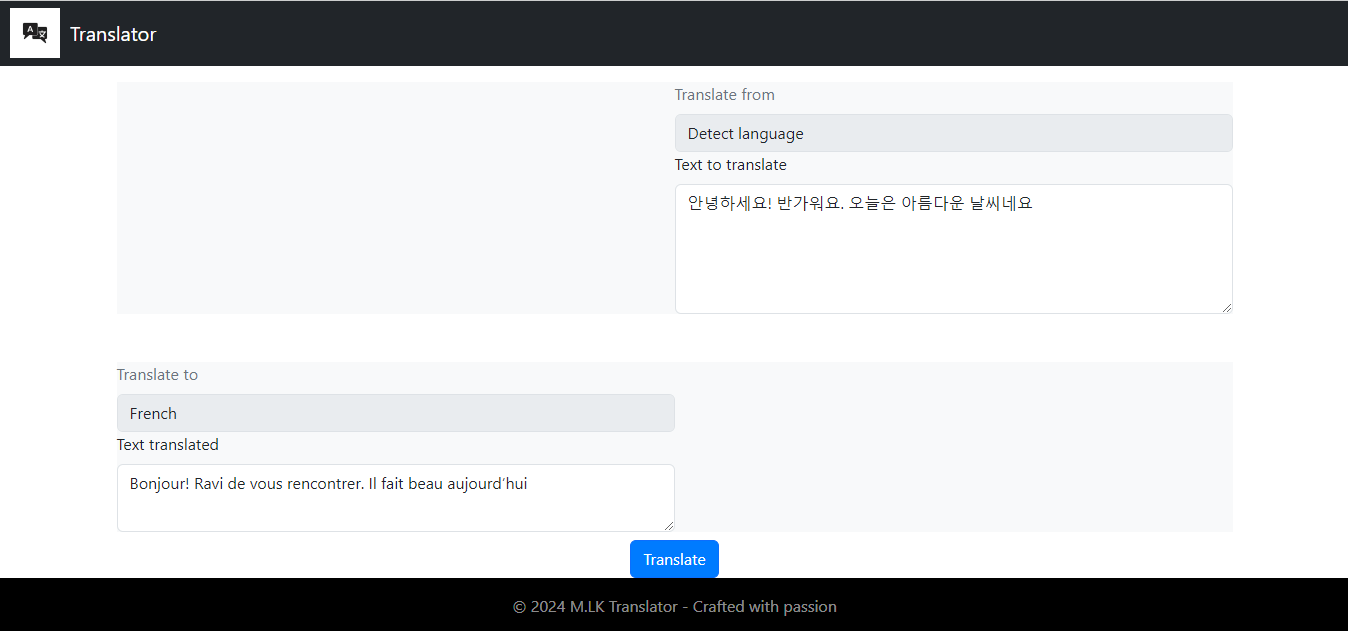 Translator
Translate from
Detect language
Text to translate
안녕하세요! 반가워요. 오늘은 아름다운 날씨네요
Translate to
French
Text translated
Bonjour! Ravi de vous rencontrer. Il fait beau aujourd'hui
Translate
© 2024 M.LK Translator - Crafted with passion